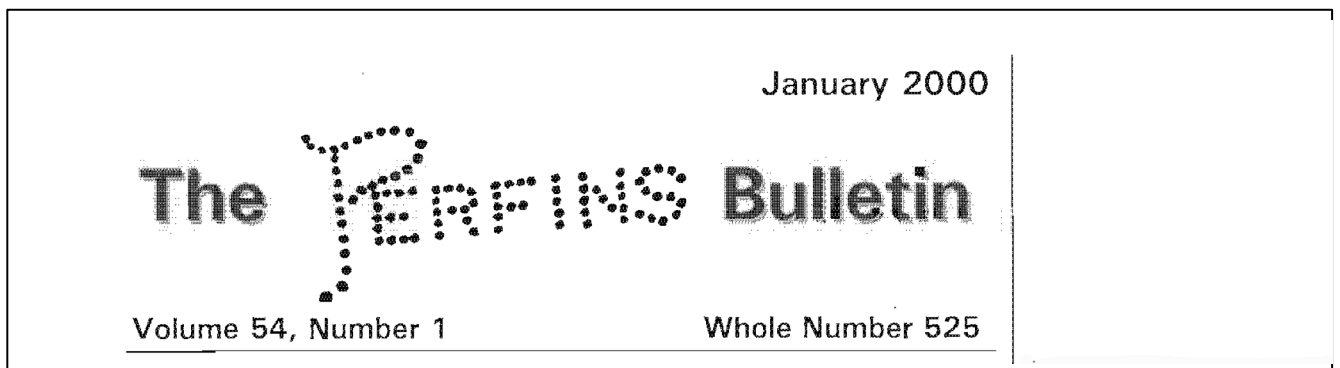 January 2000
The PERFINS Bulletin
Volume 54, Number 1 Whole Number 525